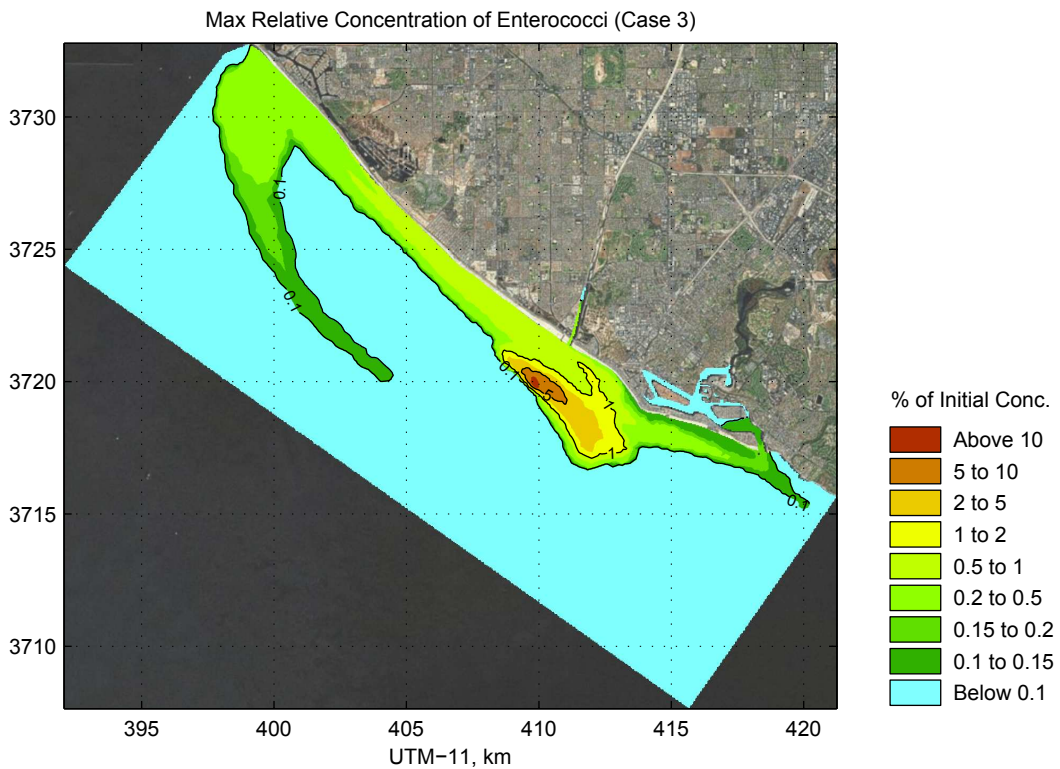 Max Relative Concentration of Enterococci (Case 3)
3730
3725
3720
3715
3710
0.1
0.1
0.1
5
1
1
0.1
395
400
405
410
415
420
UTM−11, km
% of Initial Conc.
Above 10
5 to 10
2 to 5
1 to 2
0.5 to 1
0.2 to 0.5
0.15 to 0.2
0.1 to 0.15
Below 0.1